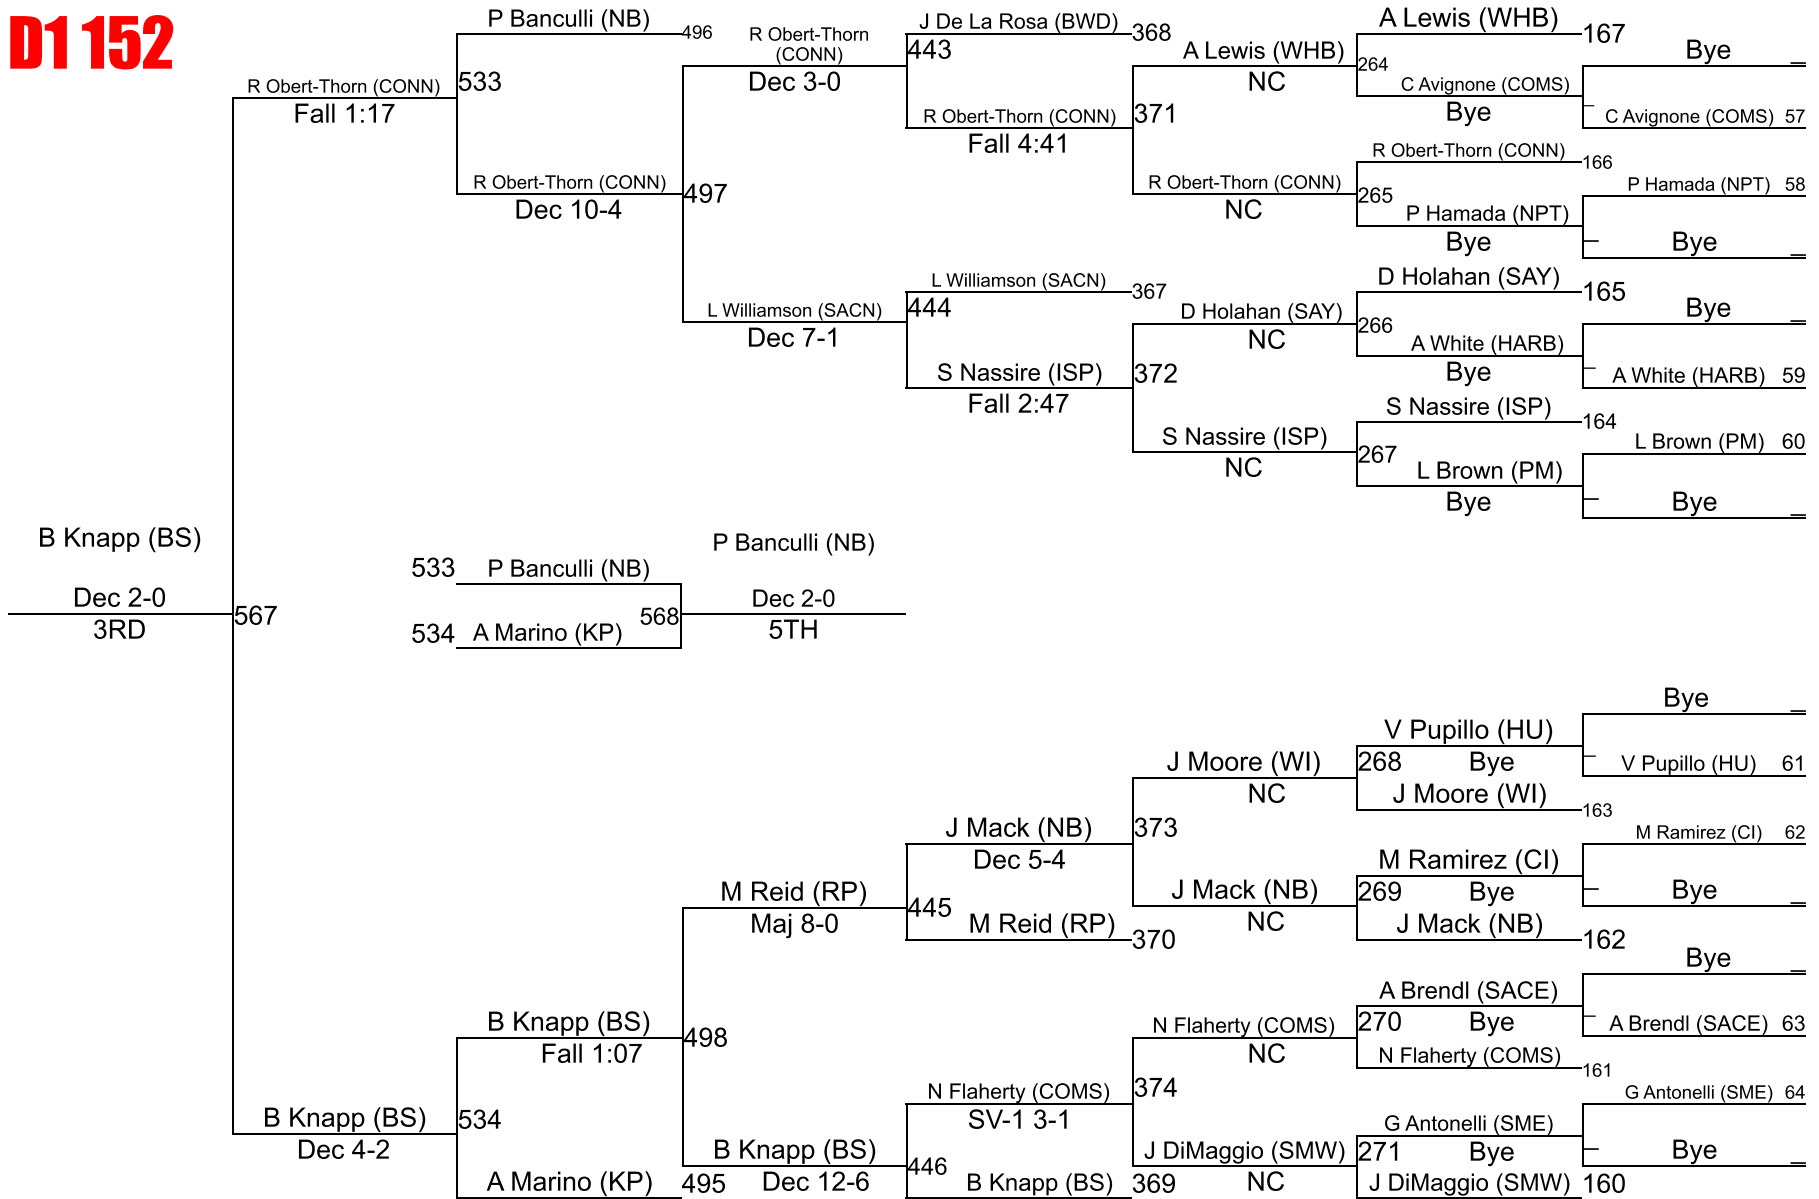 D1 152
P Banculli (NB)
496
R Obert-Thorn (CONN)
Fall 1:17
533
R Obert-Thorn (CONN)
Dec 10-4
R Obert-Thorn
(CONN)
Dec 3-0
497
L Williamson (SACN)
Dec 7-1
J De La Rosa (BWD)
368
443
R Obert-Thorn (CONN)
Fall 4:41
L Williamson (SACN)
367
444
S Nassire (ISP)
Fall 2:47
A Lewis (WHB)
NC
371
R Obert-Thorn (CONN)
NC
D Holahan (SAY)
NC
372
S Nassire (ISP)
NC
A Lewis (WHB)
167
264
C Avignone (COMS)
Bye
R Obert-Thorn (CONN)
166
265
P Hamada (NPT)
Bye
D Holahan (SAY)
165
266
A White (HARB)
Bye
S Nassire (ISP)
164
267
L Brown (PM)
Bye
Bye _
C Avignone (COMS) 57
P Hamada (NPT) 58
Bye _
Bye _
A White (HARB) 59
L Brown (PM) 60
Bye _
B Knapp (BS)
Dec 2-0
3RD
567
533 P Banculli (NB)
534 A Marino (KP)
568
P Banculli (NB)
Dec 2-0
5TH
B Knapp (BS)
Dec 4-2
534
B Knapp (BS)
Fall 1:07
A Marino (KP)
495
498
M Reid (RP)
Maj 8-0
B Knapp (BS)
Dec 12-6
J Mack (NB)
Dec 5-4
445
M Reid (RP)
370
N Flaherty (COMS)
SV-1 3-1
446
B Knapp (BS)
369
J Moore (WI)
NC
373
J Mack (NB)
NC
N Flaherty (COMS)
NC
374
J DiMaggio (SMW)
NC
V Pupillo (HU)
268 Bye
J Moore (WI)
163
M Ramirez (CI)
269 Bye
J Mack (NB)
162
A Brendl (SACE)
270 Bye
N Flaherty (COMS)
161
G Antonelli (SME)
271 Bye
J DiMaggio (SMW)
160
Bye _
V Pupillo (HU) 61
M Ramirez (CI) 62
Bye _
Bye _
A Brendl (SACE) 63
G Antonelli (SME) 64
Bye _